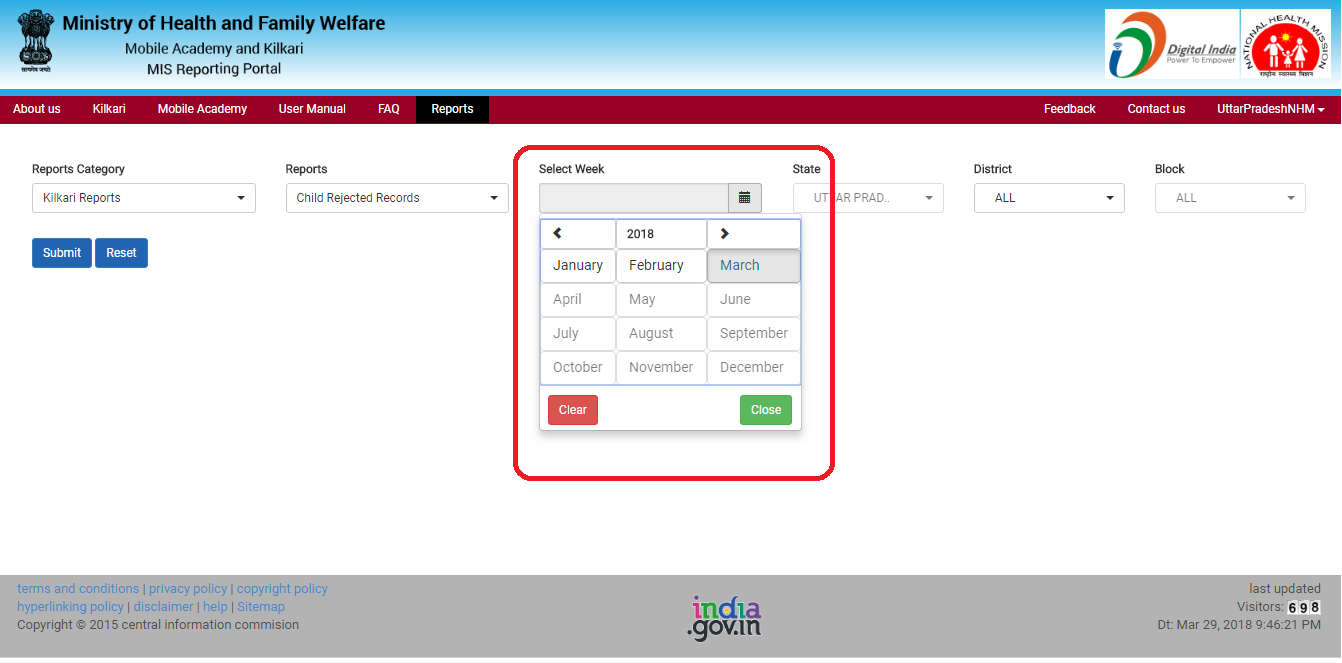 Ministry of Health and Family Welfare
Mobile Academy and Kilkari
MIS Reporting Portal
सत्यमेव जयते
Digital India
Power To Empower
NATIONAL HEALTH MISSION
राष्ट्रीय स्वास्थ्य मिशन
About us Kilkari Mobile Academy User Manual FAQ Reports Feedback Contact us UttarPradeshNHM
Reports Category Reports Select Week State District Block
Kilkari Reports Child Rejected Records UTTAR PRAD.. ALL ALL
Submit Reset
2018
January February March
April May June
July August September
October November December
Clear Close
terms and conditions | privacy policy | copyright policy
hyperlinking policy | disclaimer | help | Sitemap
Copyright © 2015 central information commision
india
.gov.in
last updated
Visitors: 698
Dt: Mar 29, 2018 9:46:21 PM